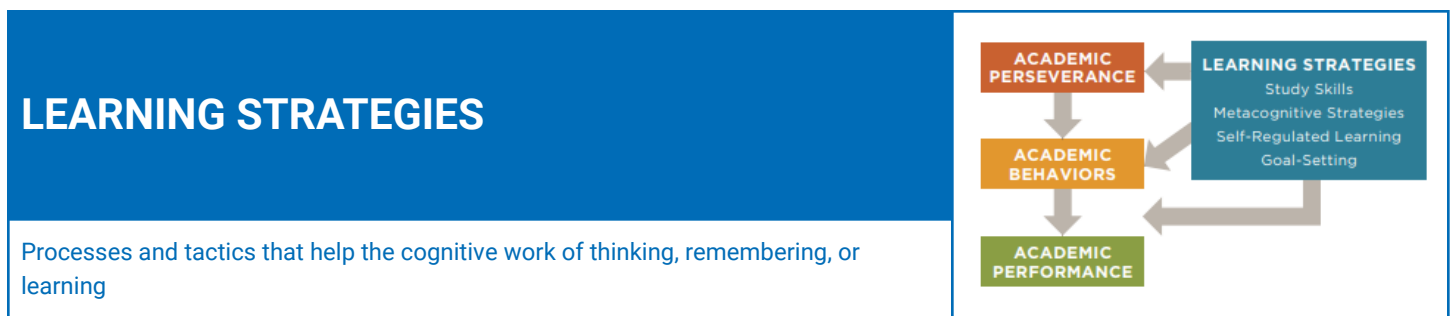 LEARNING STRATEGIES
Processes and tactics that help the cognitive work of thinking, remembering, or
learning
ACADEMIC
PERSEVERANCE
ACADEMIC
BEHAVIORS
ACADEMIC
PERFORMANCE
LEARNING STRATEGIES
Study Skills
Metacognitive Strategies
Self-Regulated Learning
Goal-Setting